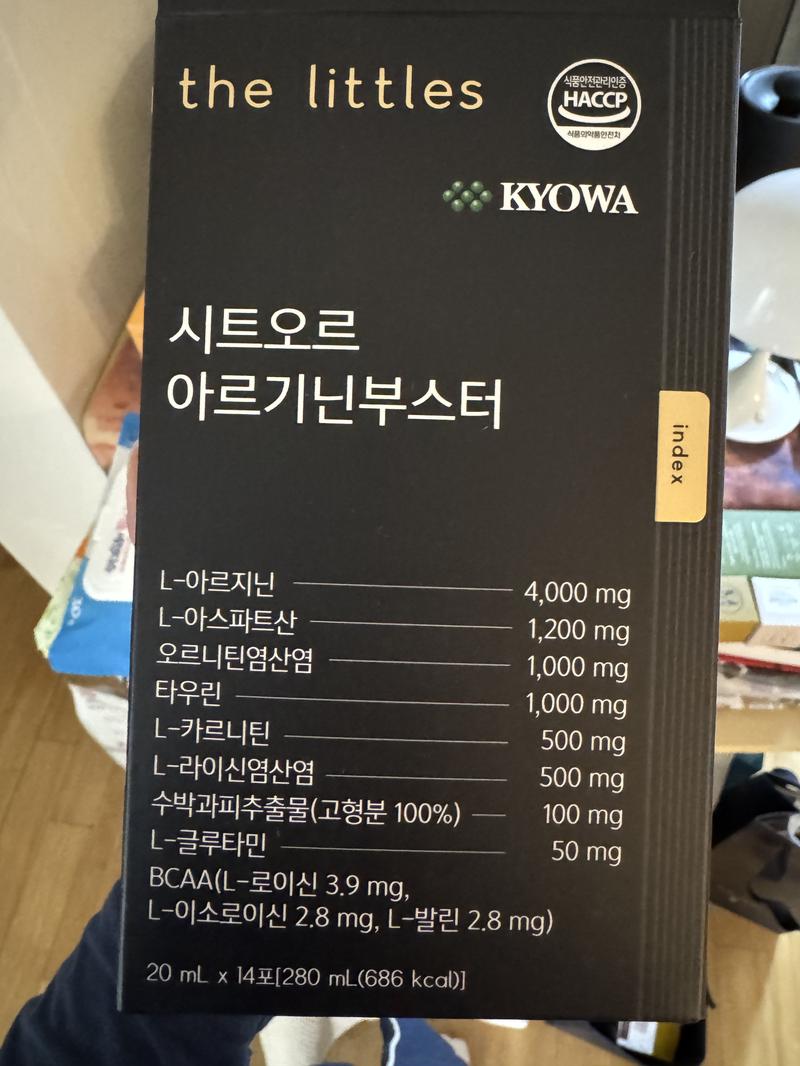 the littles
식품안전관리인증
HACCP
식품의약품안전처
KYOWA
시트오르
아르기닌부스터
index
L-아르지닌 4,000 mg
L-아스파트산 1,200 mg
오르니틴염산염 1,000 mg
타우린 1,000 mg
L-카르니틴 500 mg
L-라이신염산염 500 mg
수박과피추출물(고형분 100%) 100 mg
L-글루타민 50 mg
BCAA(L-로이신 3.9 mg,
L-이소로이신 2.8 mg, L-발린 2.8 mg)
20 mL x 14포[280 mL(686 kcal)]